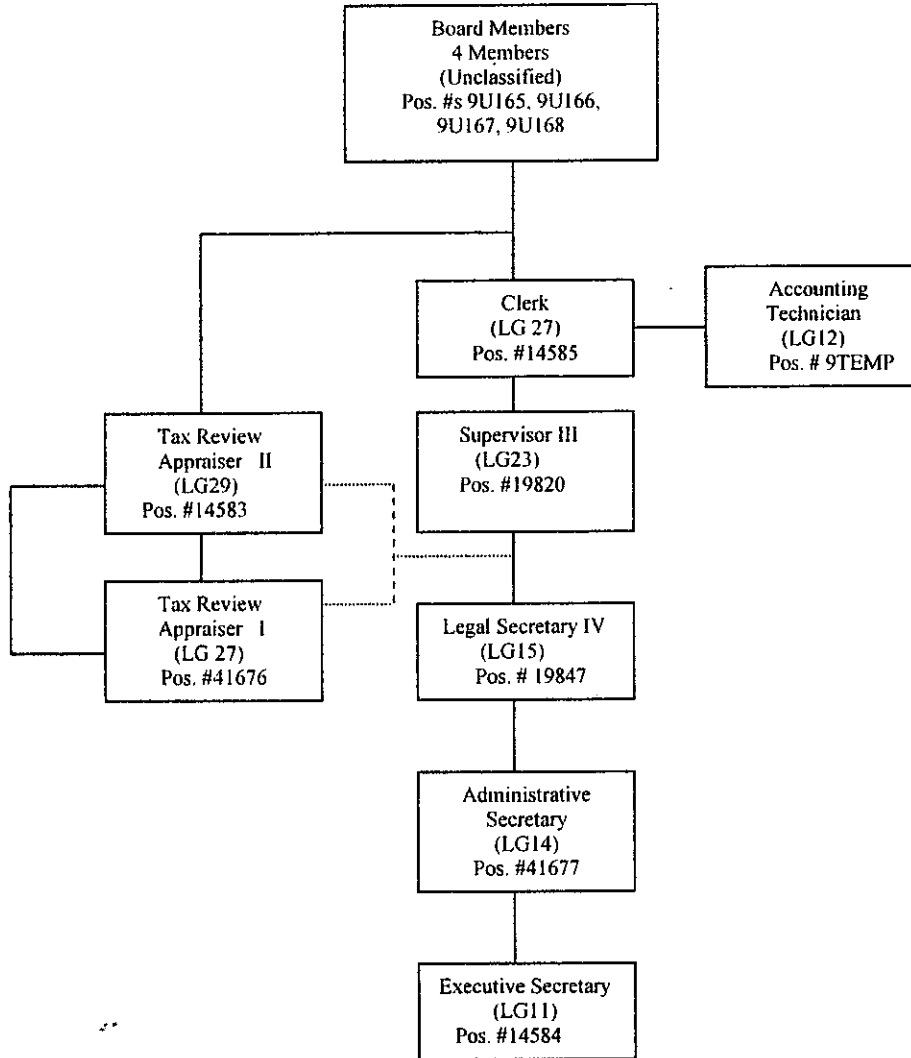 Board Members
4 Members
(Unclassified)
Pos. #s 9U165, 9U166,
9U167, 9U168
Clerk
(LG 27)
Pos. #14585
Accounting
Technician
(LG12)
Pos. # 9TEMP
Tax Review
Appraiser II
(LG29)
Pos. #14583
Supervisor III
(LG23)
Pos. #19820
Tax Review
Appraiser I
(LG 27)
Pos. #41676
Legal Secretary IV
(LG15)
Pos. # 19847
Administrative
Secretary
(LG14)
Pos. #41677
Executive Secretary
(LG11)
Pos. #14584